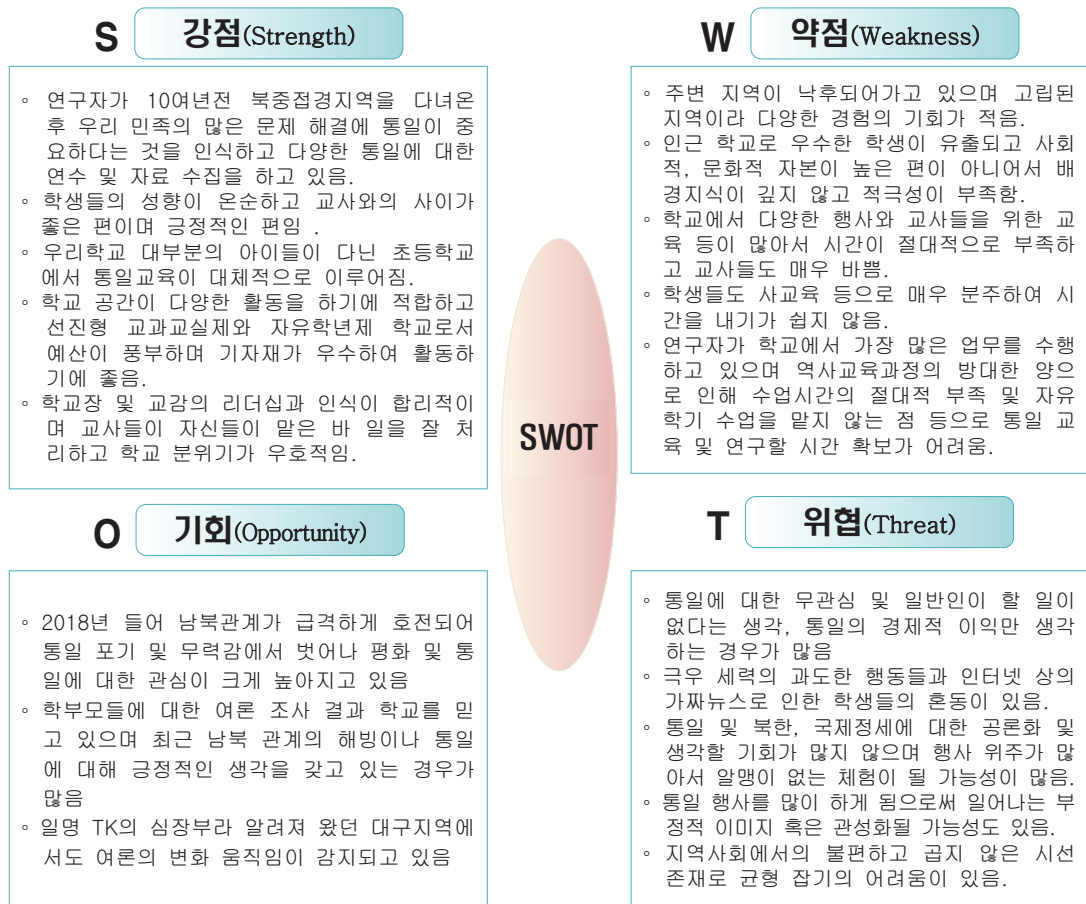 S 강점(Strength)
◦ 연구자가 10여년전 북중접경지역을 다녀온
후 우리 민족의 많은 문제 해결에 통일이 중
요하다는 것을 인식하고 다양한 통일에 대한
연수 및 자료 수집을 하고 있음.
◦ 학생들의 성향이 온순하고 교사와의 사이가
좋은 편이며 긍정적인 편임 .
◦ 우리학교 대부분의 아이들이 다닌 초등학교
에서 통일교육이 대체적으로 이루어짐.
◦ 학교 공간이 다양한 활동을 하기에 적합하고
선진형 교과교실제와 자유학년제 학교로서
예산이 풍부하며 기자재가 우수하여 활동하
기에 좋음.
◦ 학교장 및 교감의 리더십과 인식이 합리적이
며 교사들이 자신들이 맡은 바 일을 잘 처
리하고 학교 분위기가 우호적임.
W 약점(Weakness)
◦ 주변 지역이 낙후되어가고 있으며 고립된
지역이라 다양한 경험의 기회가 적음.
◦ 인근 학교로 우수한 학생이 유출되고 사회
적, 문화적 자본이 높은 편이 아니어서 배
경지식이 깊지 않고 적극성이 부족함.
◦ 학교에서 다양한 행사와 교사들을 위한 교
육 등이 많아서 시간이 절대적으로 부족하
고 교사들도 매우 바쁨.
◦ 학생들도 사교육 등으로 매우 분주하여 시
간을 내기가 쉽지 않음.
◦ 연구자가 학교에서 가장 많은 업무를 수행
하고 있으며 역사교육과정의 방대한 양으
로 인해 수업시간의 절대적 부족 및 자유
학기 수업을 맡지 않는 점 등으로 통일 교
육 및 연구할 시간 확보가 어려움.
SWOT
O 기회(Opportunity)
◦ 2018년 들어 남북관계가 급격하게 호전되어
통일 포기 및 무력감에서 벗어나 평화 및 통
일에 대한 관심이 크게 높아지고 있음
◦ 학부모들에 대한 여론 조사 결과 학교를 믿
고 있으며 최근 남북 관계의 해빙이나 통일
에 대해 긍정적인 생각을 갖고 있는 경우가
많음
◦ 일명 TK의 심장부라 알려져 왔던 대구지역에
서도 여론의 변화 움직임이 감지되고 있음
T 위협(Threat)
◦ 통일에 대한 무관심 및 일반인이 할 일이
없다는 생각, 통일의 경제적 이익만 생각
하는 경우가 많음
◦ 극우 세력의 과도한 행동들과 인터넷 상의
가짜뉴스로 인한 학생들의 혼동이 있음.
◦ 통일 및 북한, 국제정세에 대한 공론화 및
생각할 기회가 많지 않으며 행사 위주가 많
아서 알맹이 없는 체험이 될 가능성이 많음.
◦ 통일 행사를 많이 하게 됨으로써 일어나는 부
정적 이미지 혹은 관성화될 가능성도 있음.
◦ 지역사회에서의 불편하고 곱지 않은 시선
존재로 균형 잡기의 어려움이 있음.